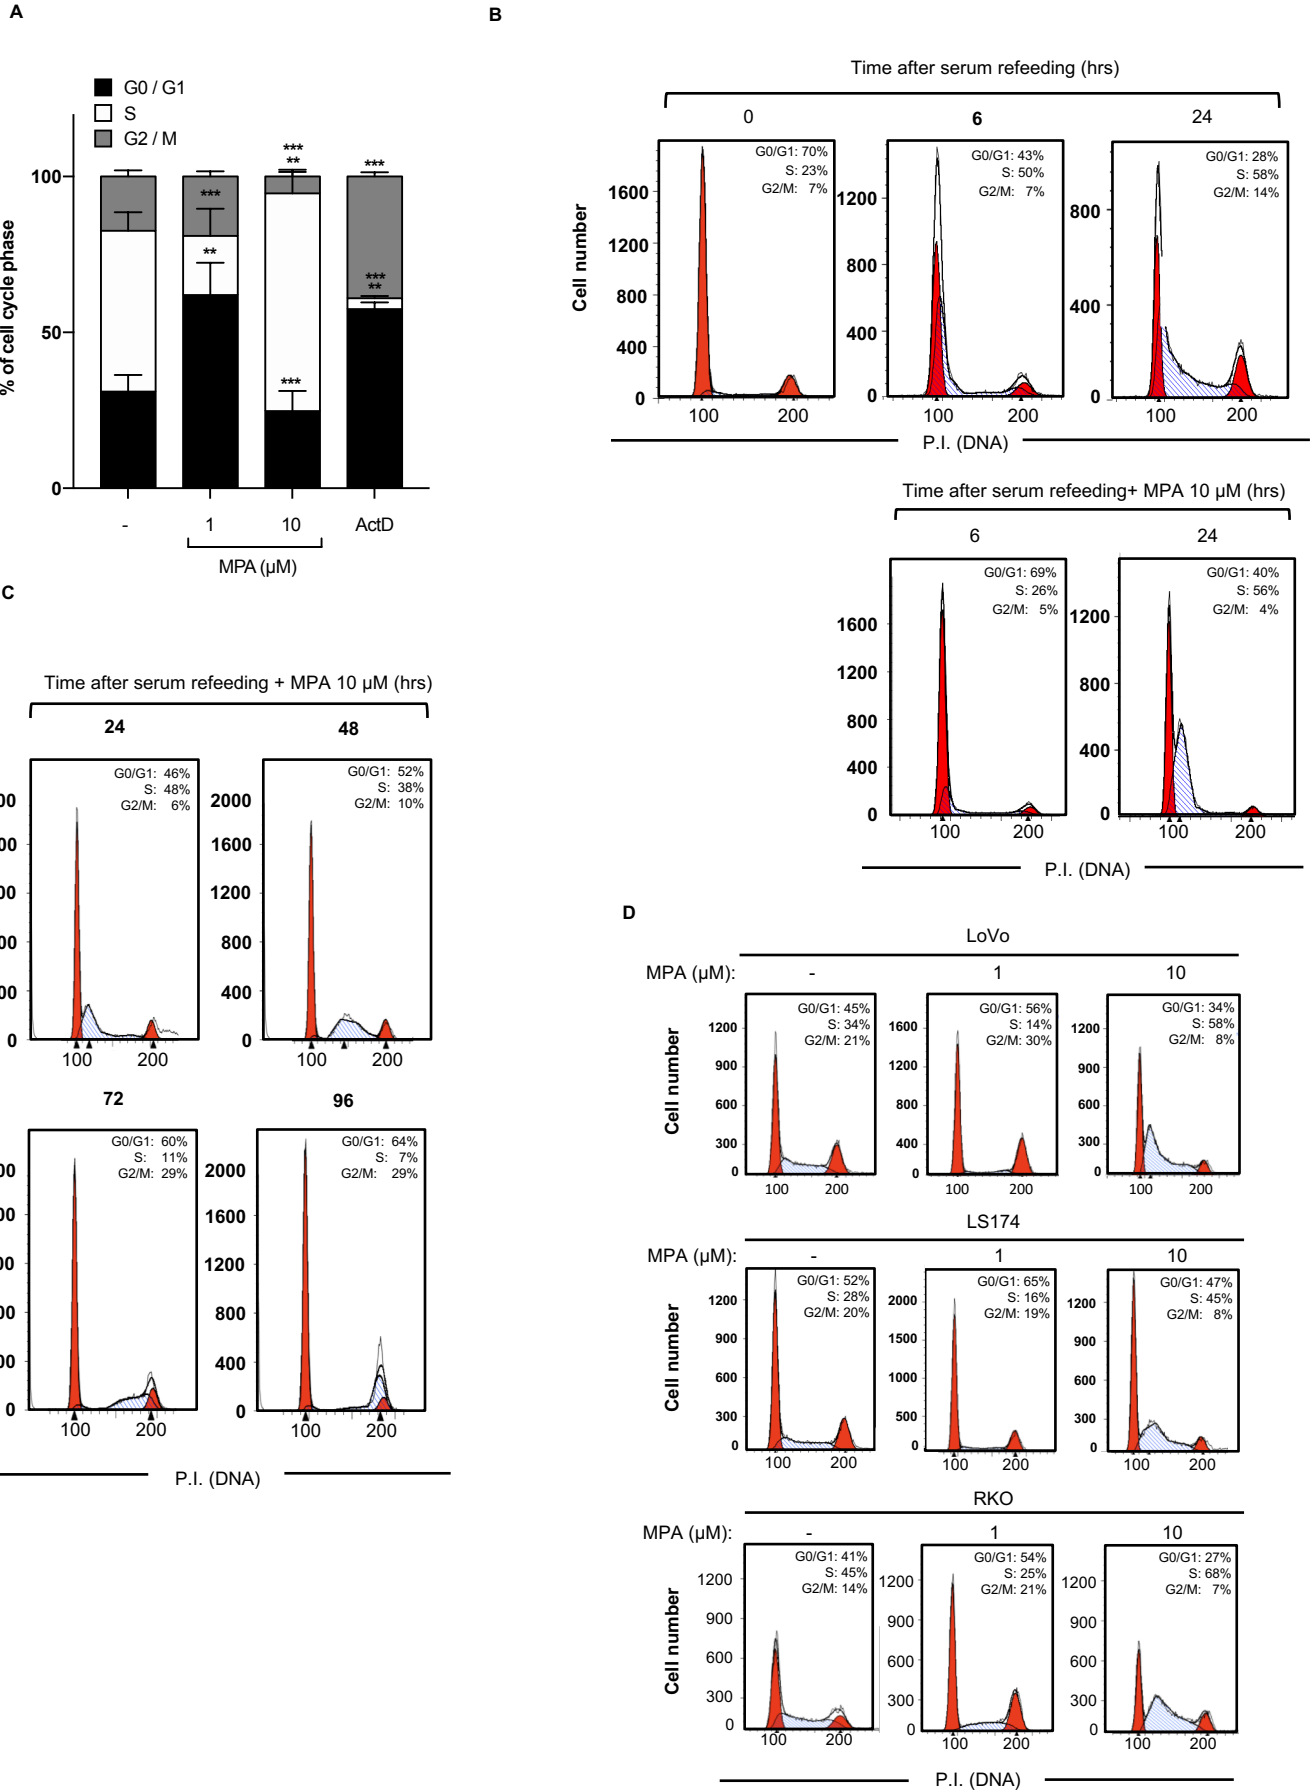 A
G0 / G1
S
G2 / M
% of cell cycle phase
100
50
0
***
**
***
**
***
***
***
**
-
1
10
ActD
MPA (µM)
B
Time after serum refeeding (hrs)
0
6
24
Cell number
G0/G1: 70%
S: 23%
G2/M: 7%
1600
1200
800
400
0
100
200
G0/G1: 43%
S: 50%
G2/M: 7%
1200
800
400
0
100
200
G0/G1: 28%
S: 58%
G2/M: 14%
800
400
0
100
200
P.I. (DNA)
Time after serum refeeding+ MPA 10 µM (hrs)
6
24
G0/G1: 69%
S: 26%
G2/M: 5%
1600
1200
800
400
0
100
200
G0/G1: 40%
S: 56%
G2/M: 4%
1200
800
400
0
100
200
P.I. (DNA)
C
Time after serum refeeding + MPA 10 µM (hrs)
24
48
G0/G1: 46%
S: 48%
G2/M: 6%
00
00
00
00
00
0
100
200
G0/G1: 52%
S: 38%
G2/M: 10%
2000
1600
1200
800
400
0
100
200
72
96
G0/G1: 60%
S: 11%
G2/M: 29%
00
00
00
00
00
0
100
200
G0/G1: 64%
S: 7%
G2/M: 29%
2000
1600
1200
800
400
0
100
200
P.I. (DNA)
D
LoVo
MPA (µM):
-
1
10
Cell number
G0/G1: 45%
S: 34%
G2/M: 21%
1200
900
600
300
0
100
200
G0/G1: 56%
S: 14%
G2/M: 30%
1600
1200
800
400
0
100
200
G0/G1: 34%
S: 58%
G2/M: 8%
1200
900
600
300
0
100
200
LS174
MPA (µM):
-
1
10
Cell number
G0/G1: 52%
S: 28%
G2/M: 20%
1200
900
600
300
0
100
200
G0/G1: 65%
S: 16%
G2/M: 19%
2000
1500
1000
500
0
100
200
G0/G1: 47%
S: 45%
G2/M: 8%
1200
900
600
300
0
100
200
RKO
MPA (µM):
-
1
10
Cell number
G0/G1: 41%
S: 45%
G2/M: 14%
1200
900
600
300
0
100
200
G0/G1: 54%
S: 25%
G2/M: 21%
1200
900
600
300
0
100
200
G0/G1: 27%
S: 68%
G2/M: 7%
1200
900
600
300
0
100
200
P.I. (DNA)